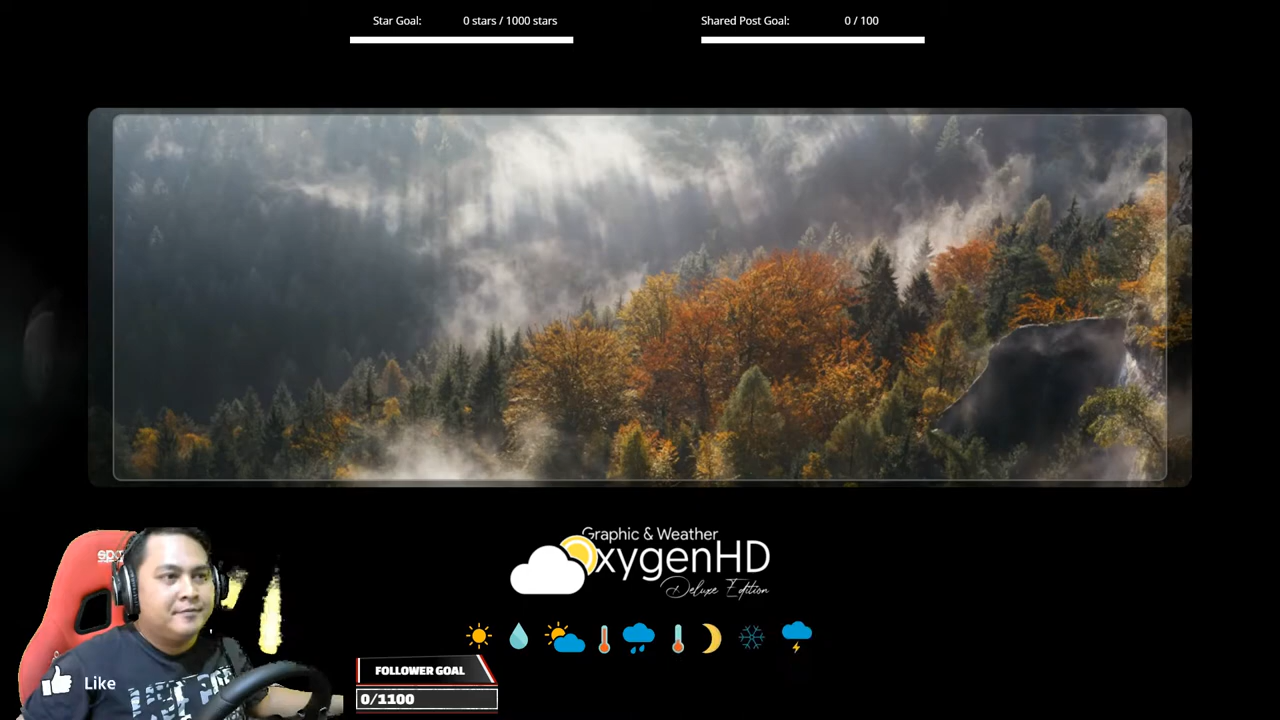 Star Goal: 0 stars / 1000 stars
Shared Post Goal: 0 / 100
Graphic & Weather
OxygenHD
Deluxe Edition
Like
FOLLOWER GOAL
0/1100